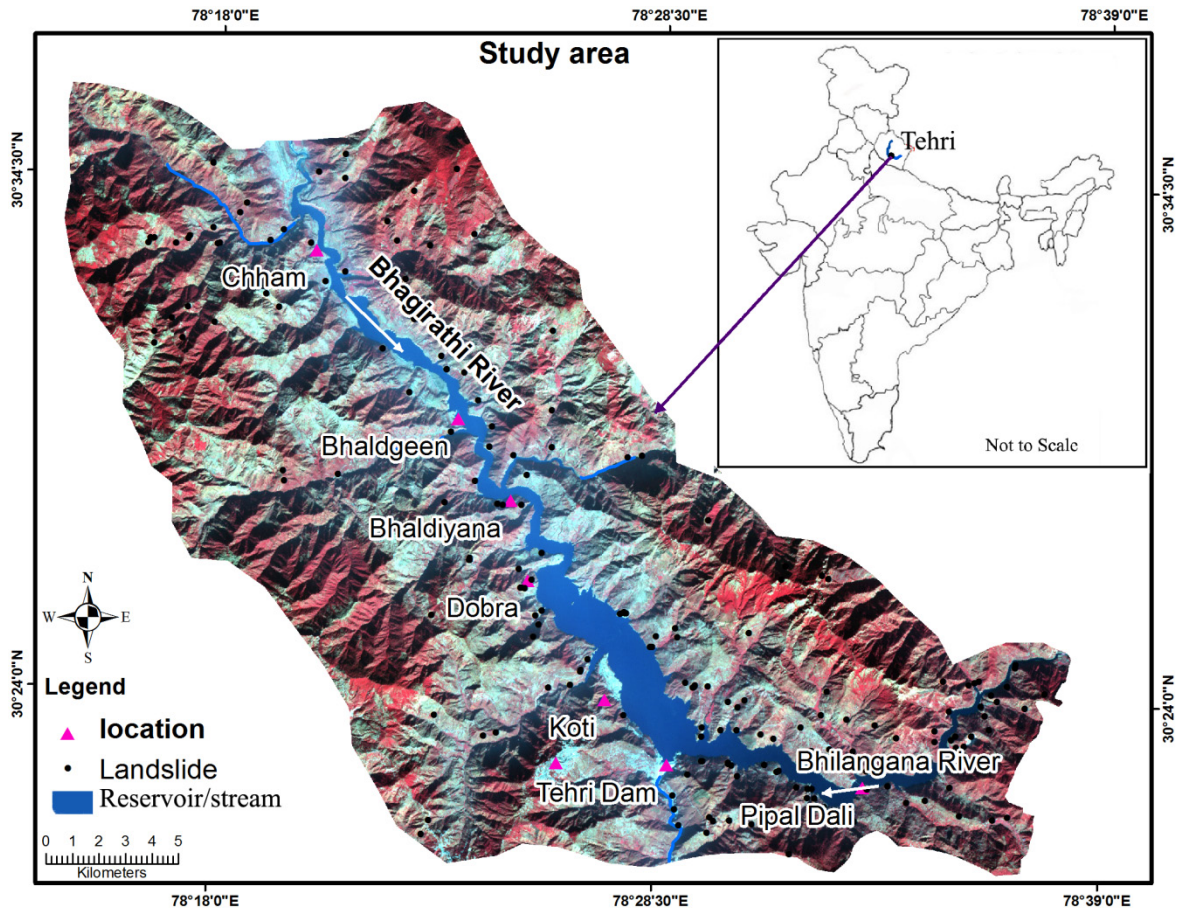 78°18'0"E
78°28'30"E
78°39'0"E
Study area
30°34'30"N
30°34'30"N
Tehri
Chham
Bhagirathi River
Bhaldgeen
Not to Scale
Bhaldiyana
Dobra
N
W
E
S
30°24'0"N
30°24'0"N
Legend
location
Landslide
Reservoir/stream
Koti
Tehri Dam
Bhilangana River
Pipal Dali
0 1 2 3 4 5
Kilometers
78°18'0"E
78°28'30"E
78°39'0"E